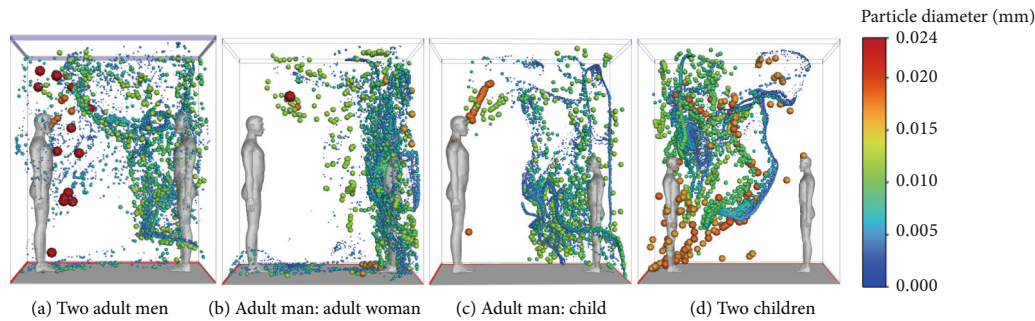 Particle diameter (mm)
0.024
0.020
0.015
0.010
0.005
0.000
(a) Two adult men
(b) Adult man: adult woman
(c) Adult man: child
(d) Two children